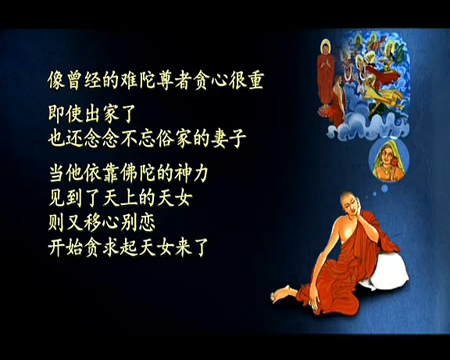 像曾经的难陀尊者贪心很重
即使出家了
也还念念不忘俗家的妻子
当他依靠佛陀的神力
见到了天上的天女
则又移心别恋
开始贪求起天女来了